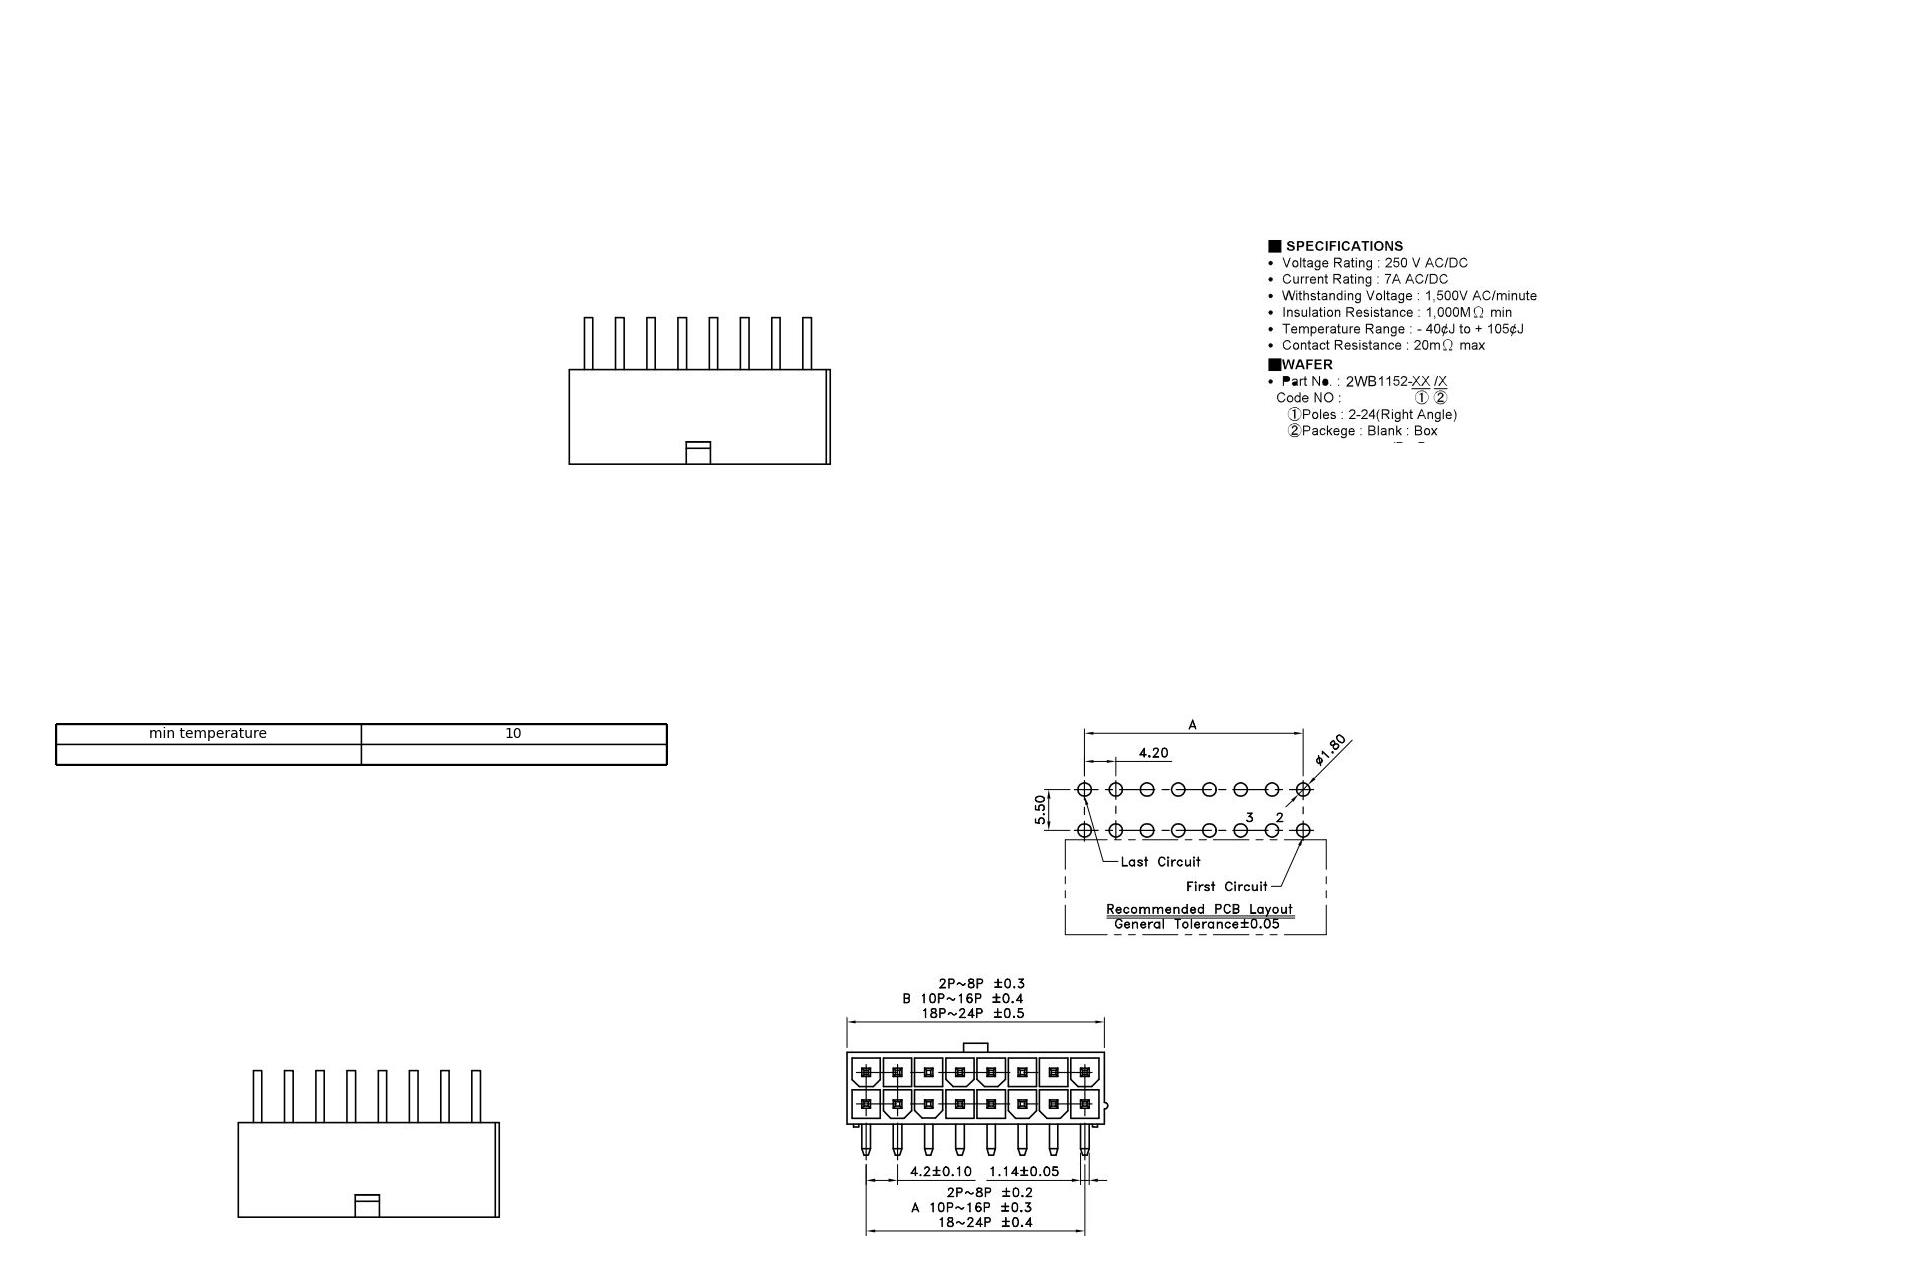 ■ SPECIFICATIONS
• Voltage Rating : 250 V AC/DC
• Current Rating : 7A AC/DC
• Withstanding Voltage : 1,500V AC/minute
• Insulation Resistance : 1,000MΩ min
• Temperature Range : - 40¢J to + 105¢J
• Contact Resistance : 20mΩ max
■WAFER
• Part No. : 2WB1152-XX /X
Code NO : ① ②
①Poles : 2-24(Right Angle)
②Packege : Blank : Box
min temperature 10
A
4.20
ø1.80
5.50
3 2
Last Circuit
First Circuit
Recommended PCB Layout
General Tolerance±0.05
2P~8P ±0.3
B 10P~16P ±0.4
18P~24P ±0.5
4.2±0.10 1.14±0.05
2P~8P ±0.2
A 10P~16P ±0.3
18~24P ±0.4